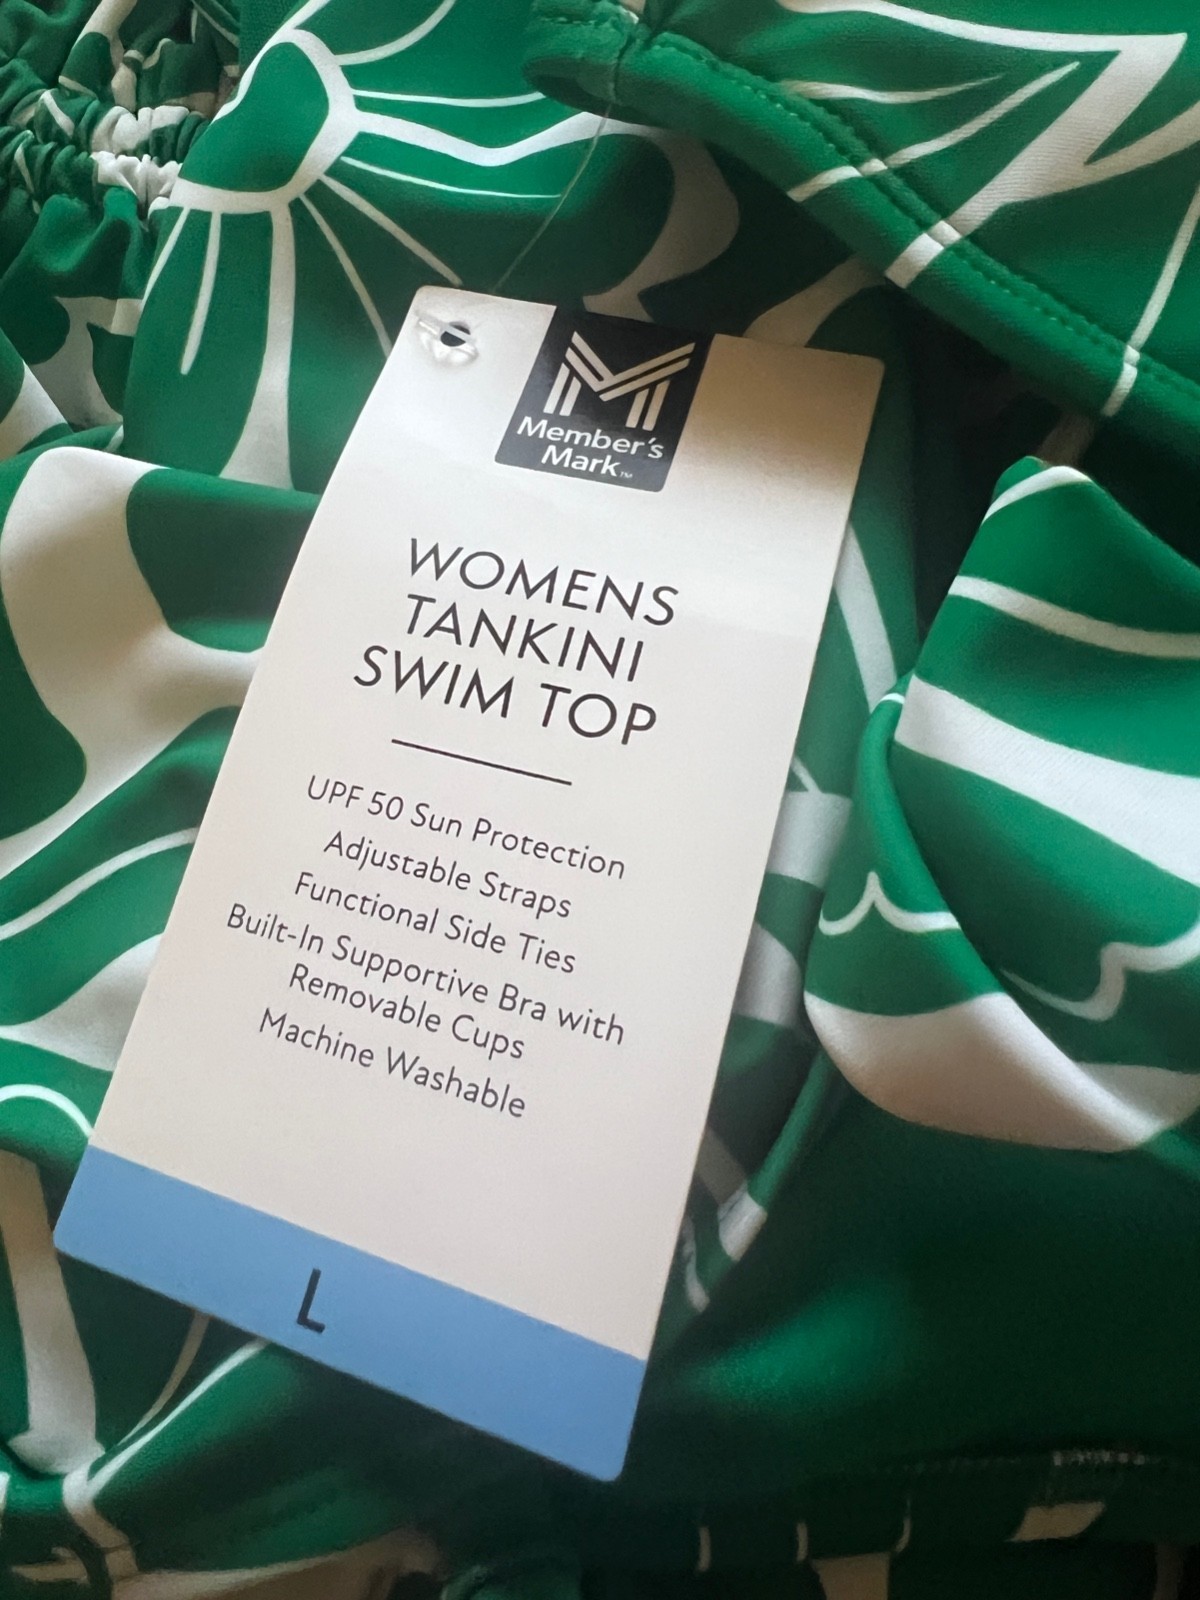 Member's
Mark™
WOMENS
TANKINI
SWIM TOP
UPF 50 Sun Protection
Adjustable Straps
Functional Side Ties
Built-In Supportive Bra with
Removable Cups
Machine Washable
L